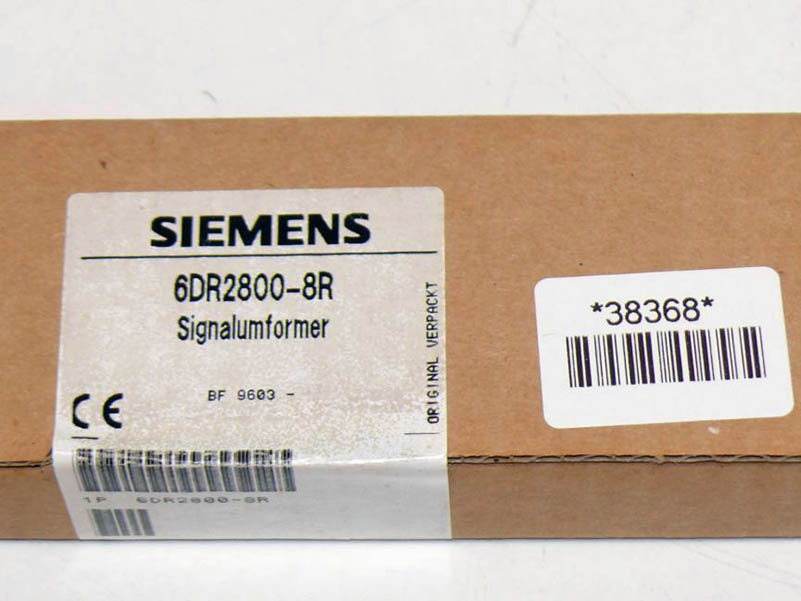 SIEMENS
6DR2800-8R
Signalumformer
BF 9603 -
CE
ORIGINAL VERPACKT
1P 6DR2800-8R
*38368*